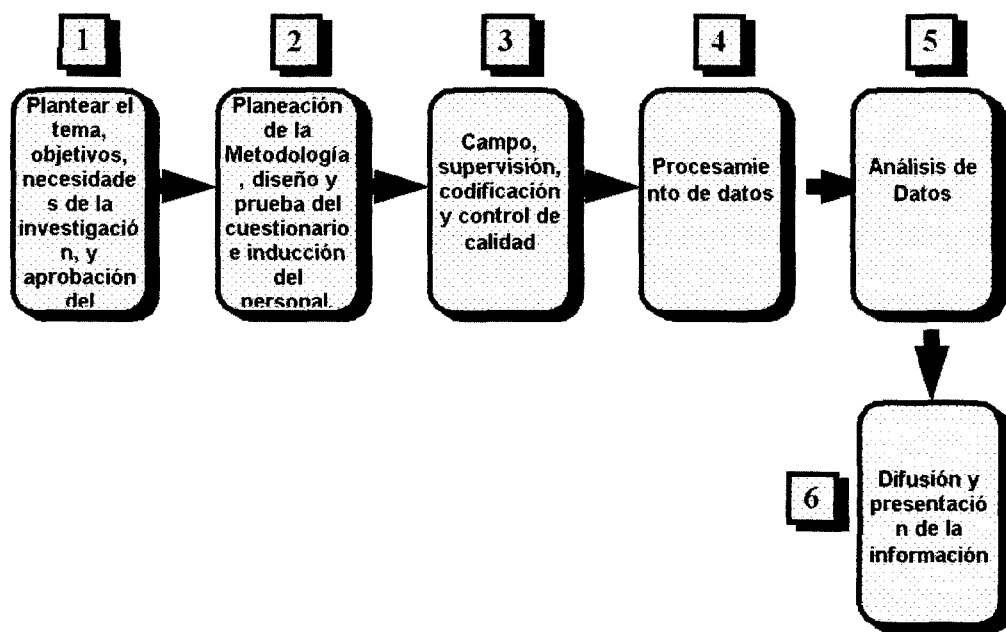 1
Plantear el
tema,
objetivos,
necesidade
s de la
investigació
n, y
aprobación
del
2
Planeación
de la
Metodología
, diseño y
prueba del
cuestionario
e inducción
del
personal.
3
Campo,
supervisión,
codificación
y control de
calidad
4
Procesamie
nto de datos
5
Análisis de
Datos
6
Difusión y
presentació
n de la
información